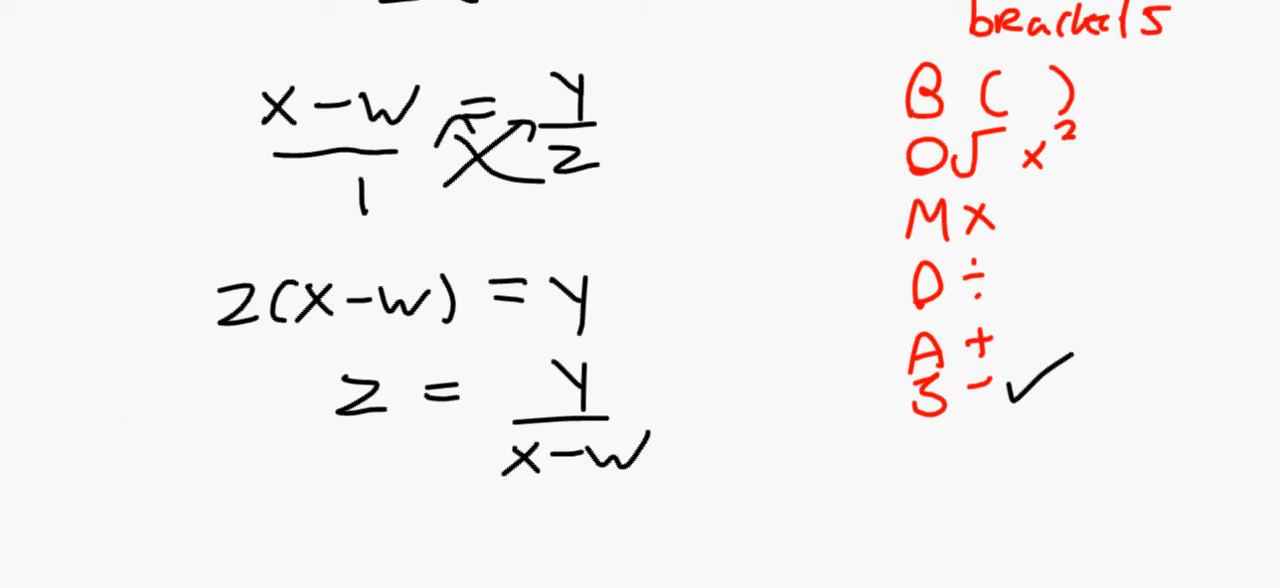 brackets
x - w = y
1 z
z(x-w) = y
z = y
x-w
B ( )
O √ x²
M ×
D ÷
A +
S - ✓